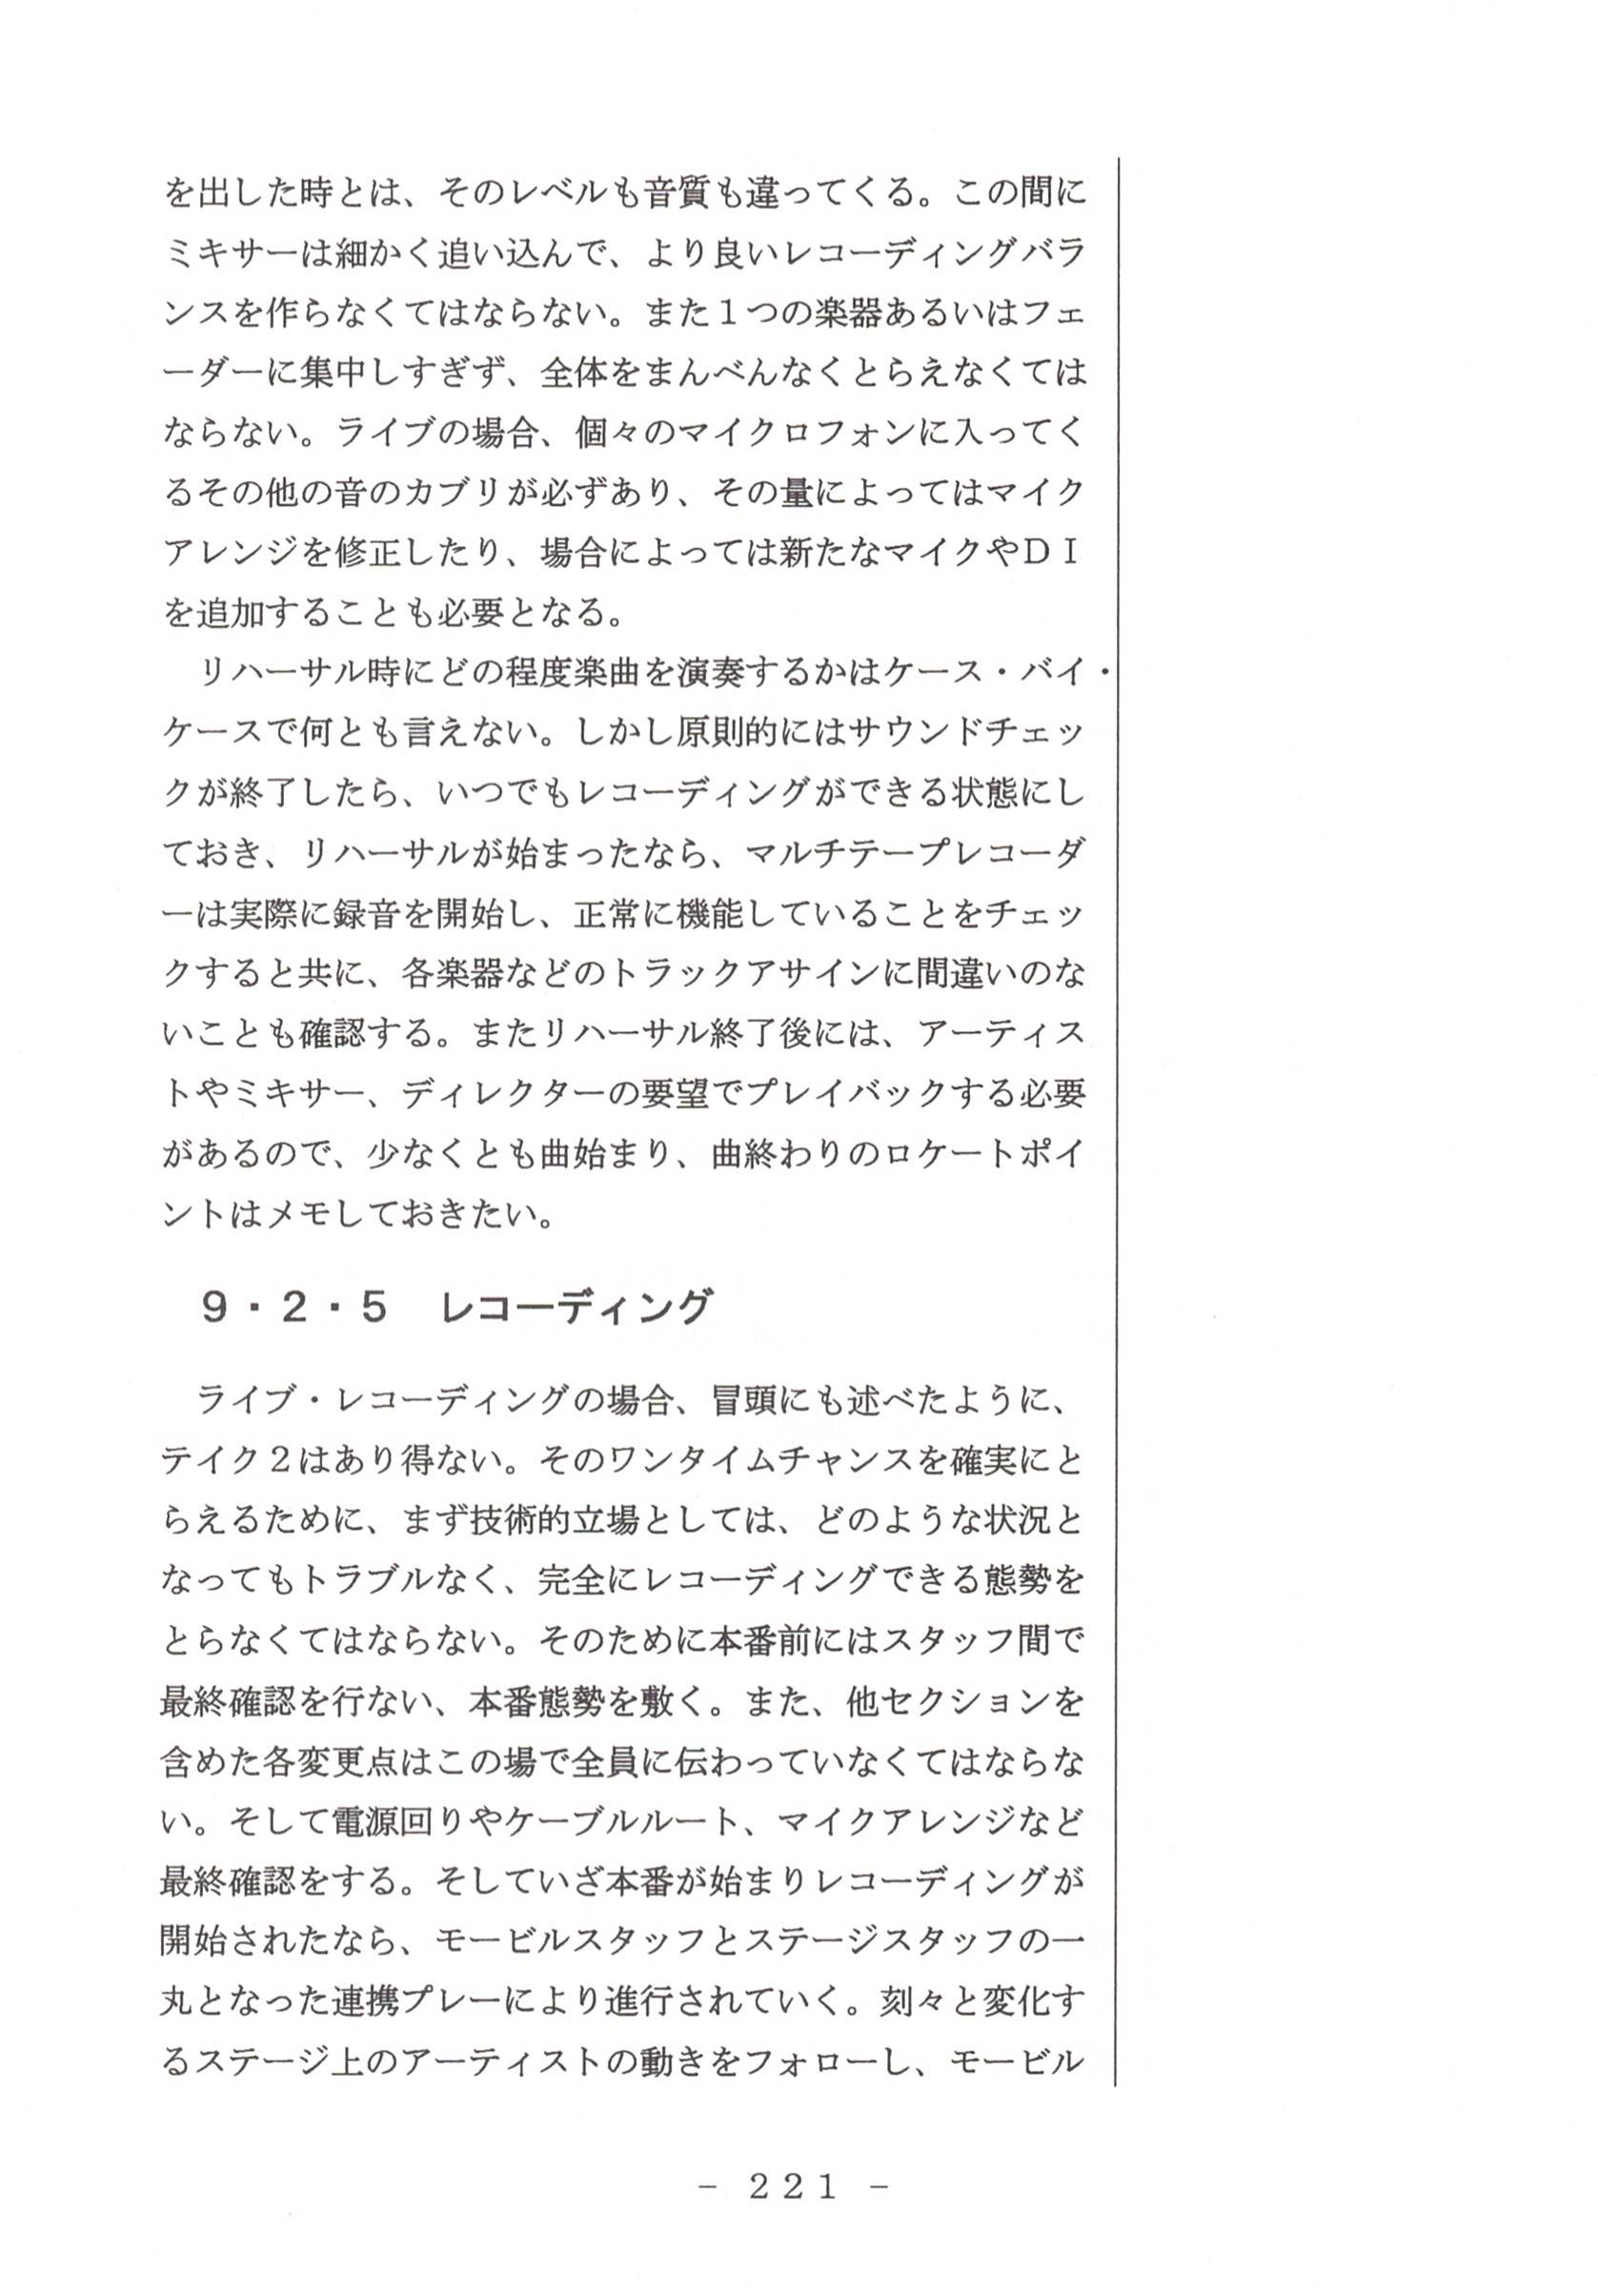 を出した時とは、そのレベルも音質も違ってくる。この間に
ミキサーは細かく追い込んで、より良いレコーディングバラ
ンスを作らなくてはならない。また１つの楽器あるいはフェ
ーダーに集中しすぎず、全体をまんべんなくとらえなくては
ならない。ライブの場合、個々のマイクロフォンに入ってく
るその他の音のカブリが必ずあり、その量によってはマイク
アレンジを修正したり、場合によっては新たなマイクやＤＩ
を追加することも必要となる。
　リハーサル時にどの程度楽曲を演奏するかはケース・バイ・
ケースで何とも言えない。しかし原則的にはサウンドチェッ
クが終了したら、いつでもレコーディングができる状態にし
ておき、リハーサルが始まったなら、マルチテープレコーダ
ーは実際に録音を開始し、正常に機能していることをチェッ
クすると共に、各楽器などのトラックアサインに間違いのな
いことも確認する。またリハーサル終了後には、アーティス
トやミキサー、ディレクターの要望でプレイバックする必要
があるので、少なくとも曲始まり、曲終わりのロケートポイ
ントはメモしておきたい。
９・２・５　レコーディング
　ライブ・レコーディングの場合、冒頭にも述べたように、
テイク２はあり得ない。そのワンタイムチャンスを確実にと
らえるために、まず技術的立場としては、どのような状況と
なってもトラブルなく、完全にレコーディングできる態勢を
とらなくてはならない。そのために本番前にはスタッフ間で
最終確認を行ない、本番態勢を敷く。また、他セクションを
含めた各変更点はこの場で全員に伝わっていなくてはならな
い。そして電源回りやケーブルルート、マイクアレンジなど
最終確認をする。そしていざ本番が始まりレコーディングが
開始されたなら、モービルスタッフとステージスタッフの一
丸となった連携プレーにより進行されていく。刻々と変化す
るステージ上のアーティストの動きをフォローし、モービル
－ ２２１ －